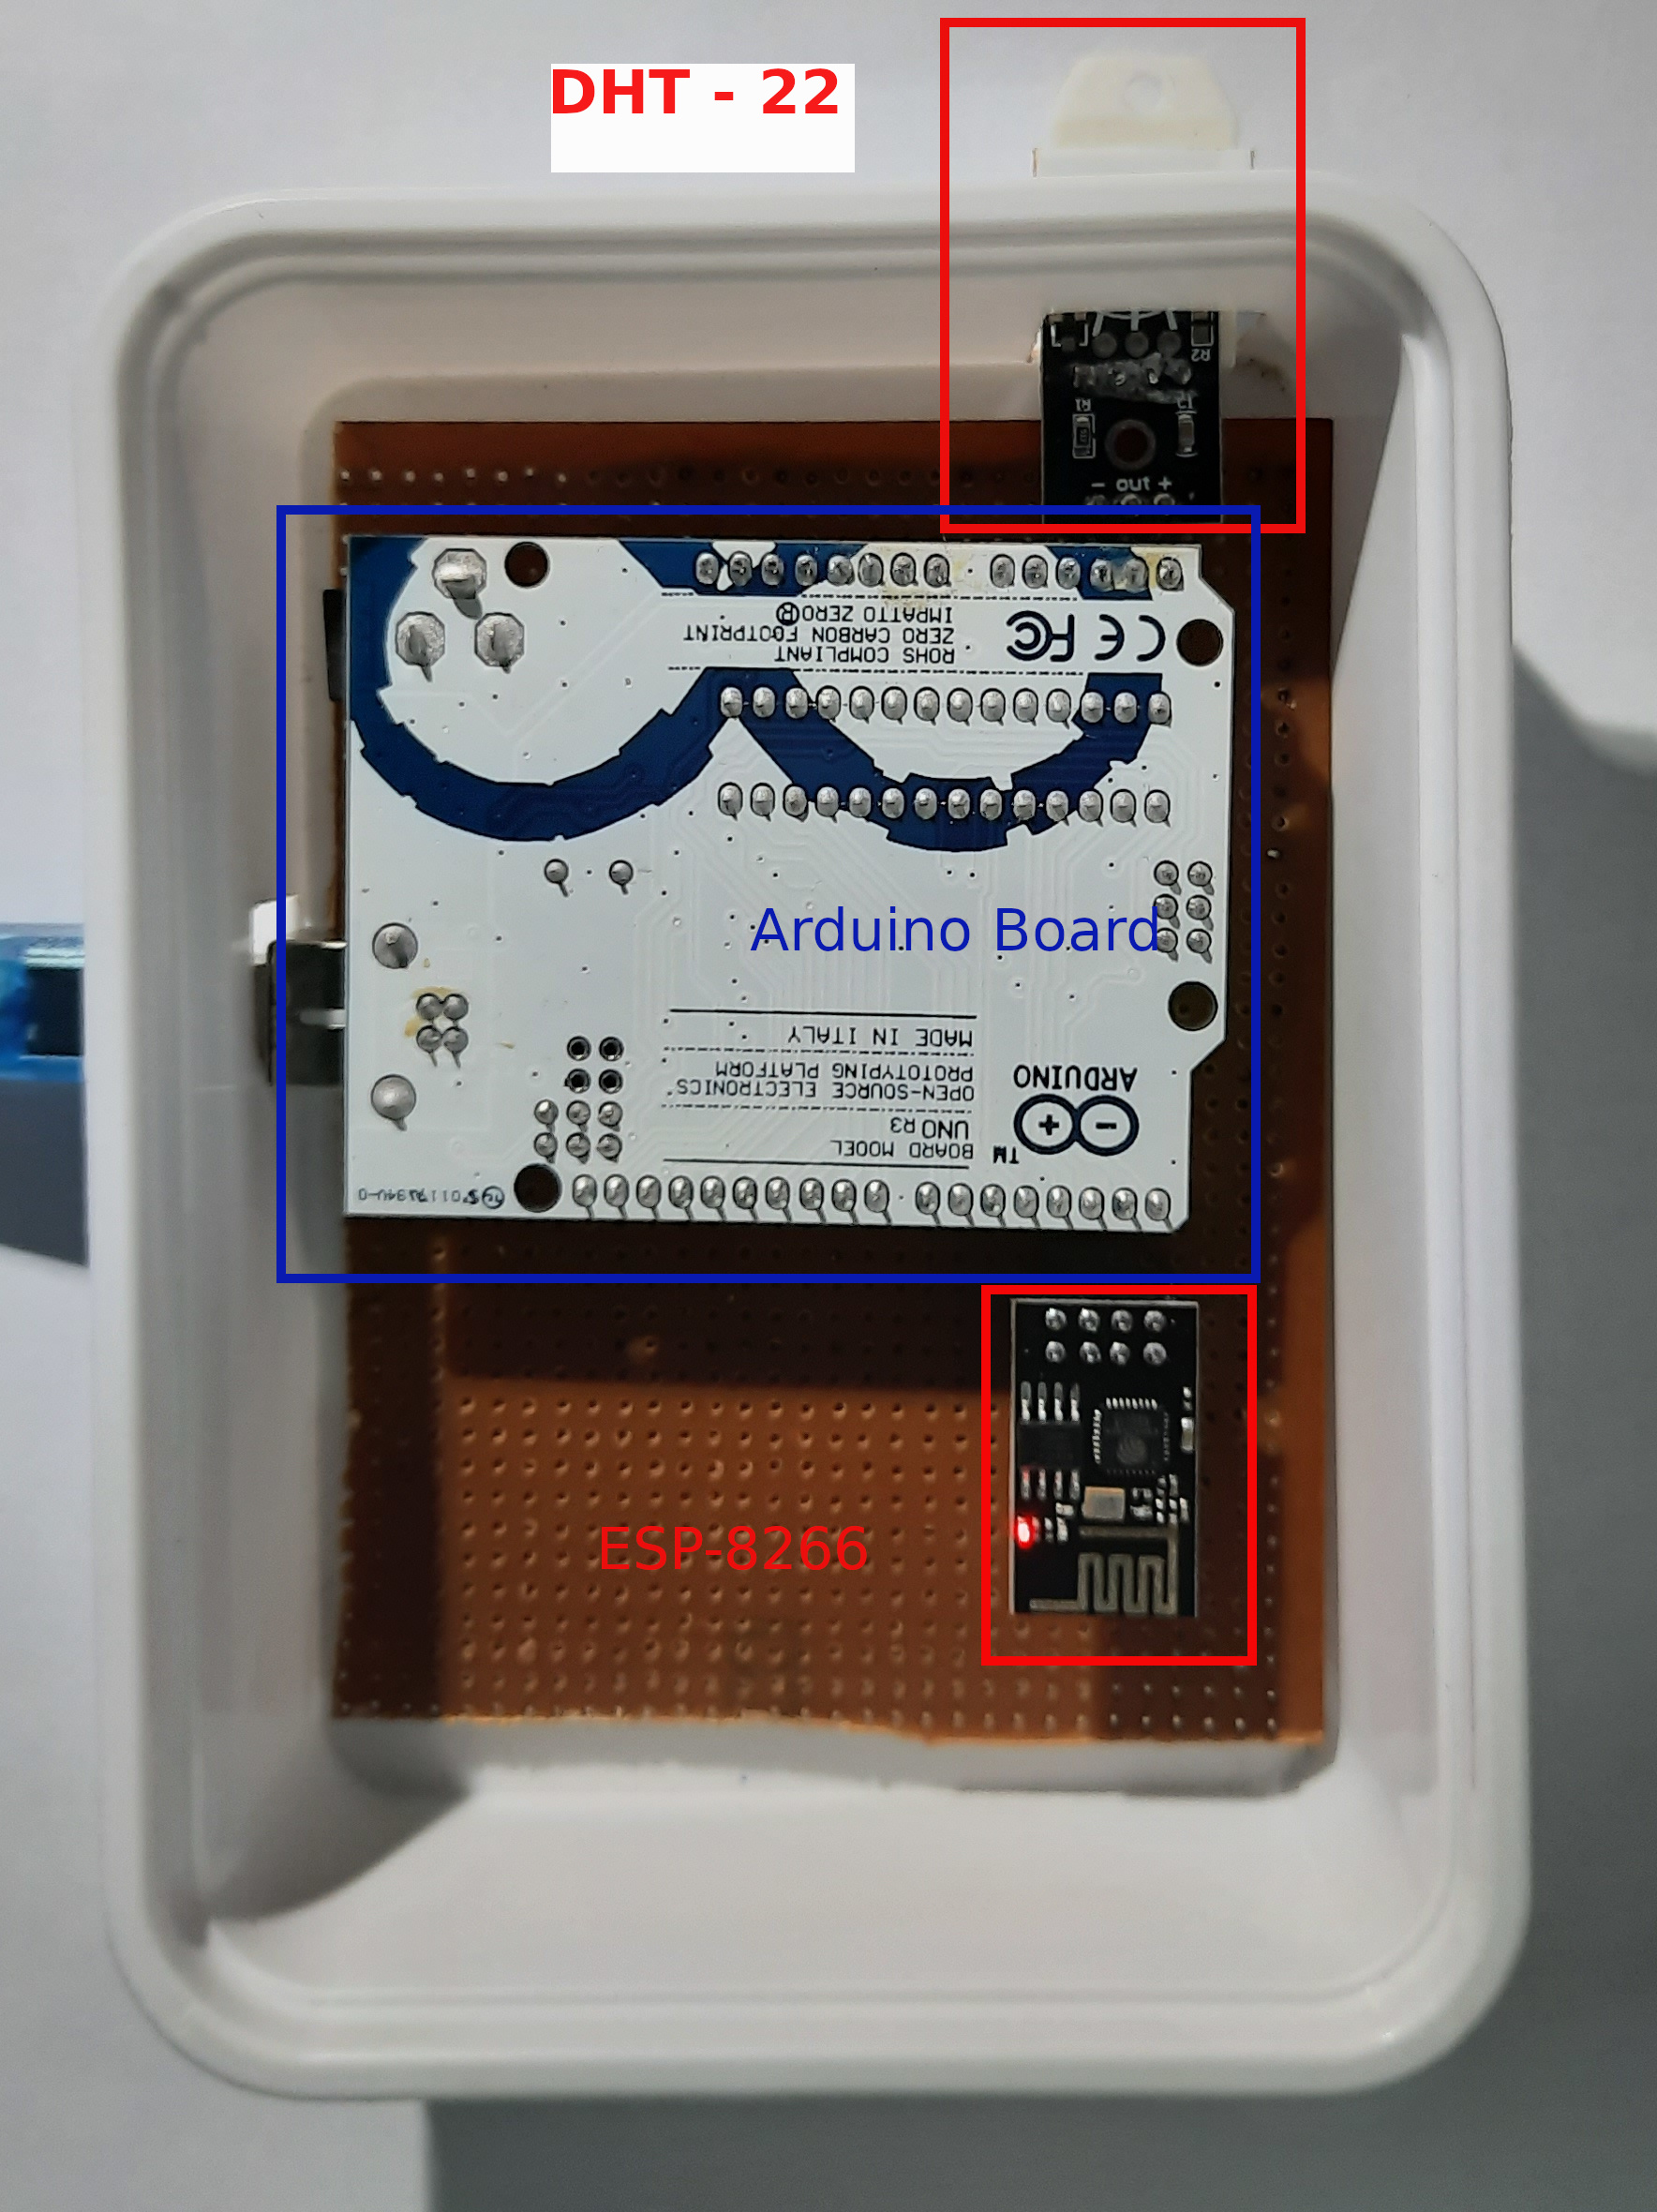 DHT - 22
R2
R1
- out +
ROHS COMPLIANT
ZERO CARBON FOOTPRINT
IMPATTO ZERO®
CE FC
Arduino Board
BOARD MODEL
UNO R3
OPEN-SOURCE ELECTRONICS
PROTOTYPING PLATFORM
MADE IN ITALY
TM
ARDUINO
ESP-8266